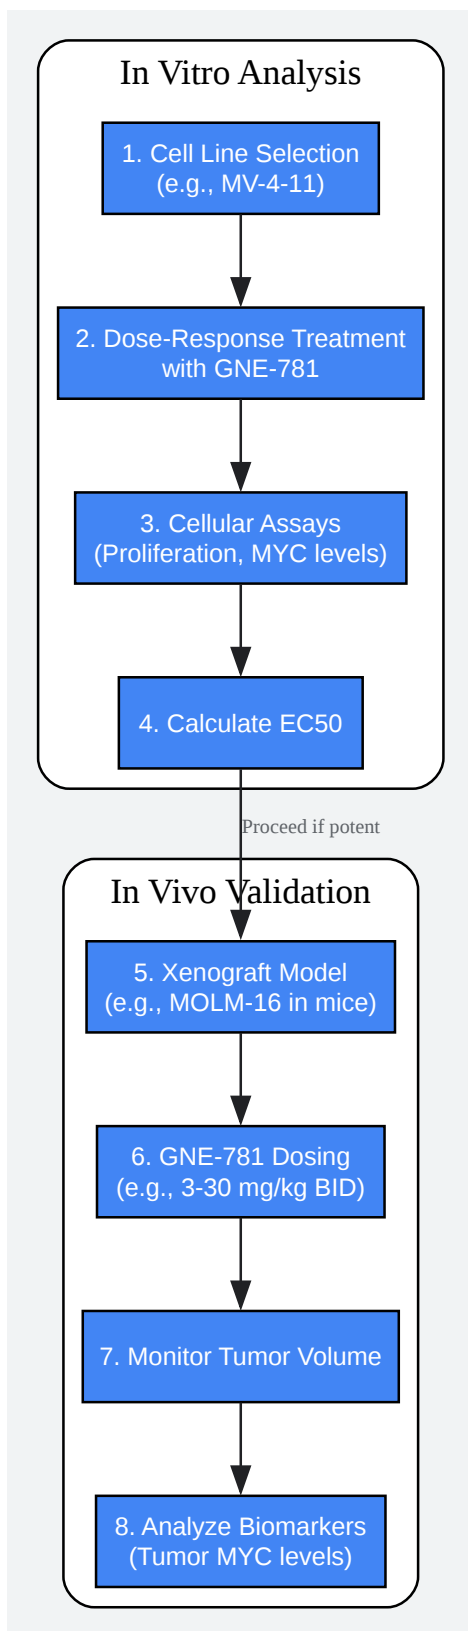 In Vitro Analysis
1. Cell Line Selection
(e.g., MV-4-11)
2. Dose-Response Treatment
with GNE-781
3. Cellular Assays
(Proliferation, MYC levels)
4. Calculate EC50
Proceed if potent
In Vivo Validation
5. Xenograft Model
(e.g., MOLM-16 in mice)
6. GNE-781 Dosing
(e.g., 3-30 mg/kg BID)
7. Monitor Tumor Volume
8. Analyze Biomarkers
(Tumor MYC levels)